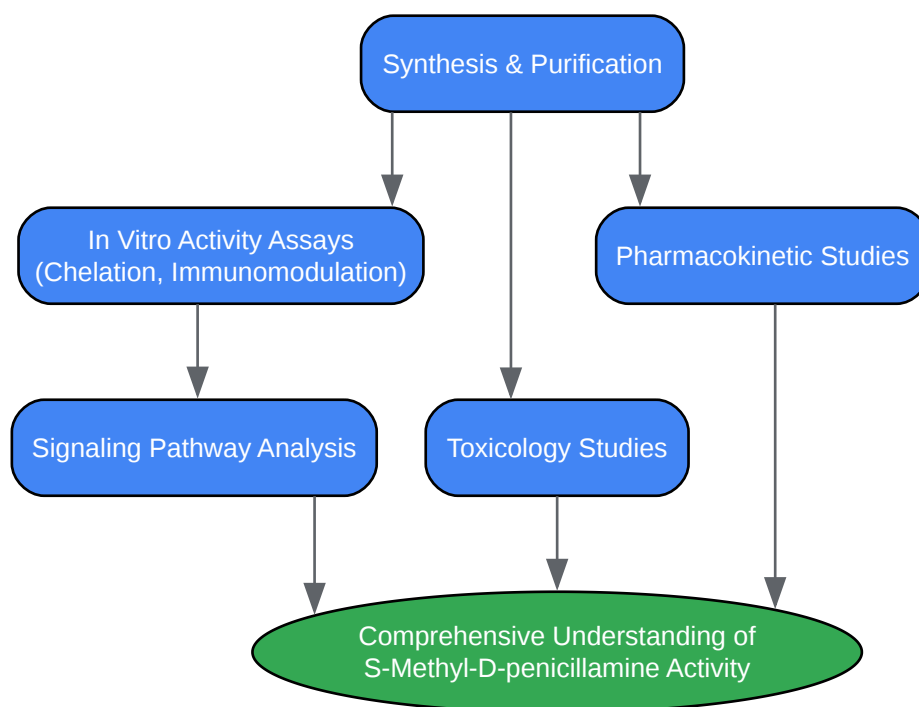 Synthesis & Purification
In Vitro Activity Assays
(Chelation, Immunomodulation)
Pharmacokinetic Studies
Signaling Pathway Analysis
Toxicology Studies
Comprehensive Understanding of
S-Methyl-D-penicillamine Activity